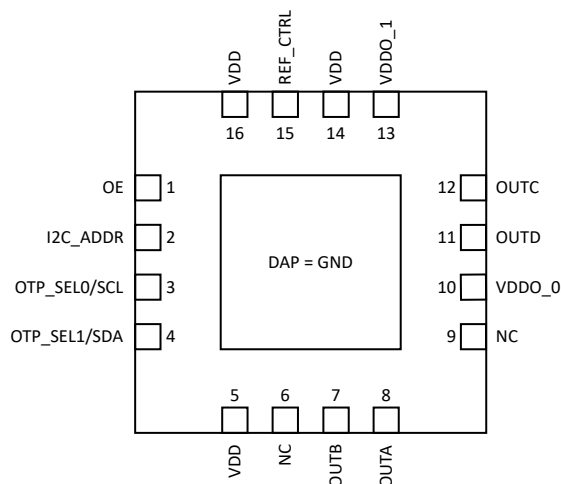 VDD
REF_CTRL
VDD
VDDO_1
16
15
14
13
OE 1
I2C_ADDR 2
OTP_SEL0/SCL 3
OTP_SEL1/SDA 4
DAP = GND
12 OUTC
11 OUTD
10 VDDO_0
9 NC
5
6
7
8
VDD
NC
OUTB
OUTA